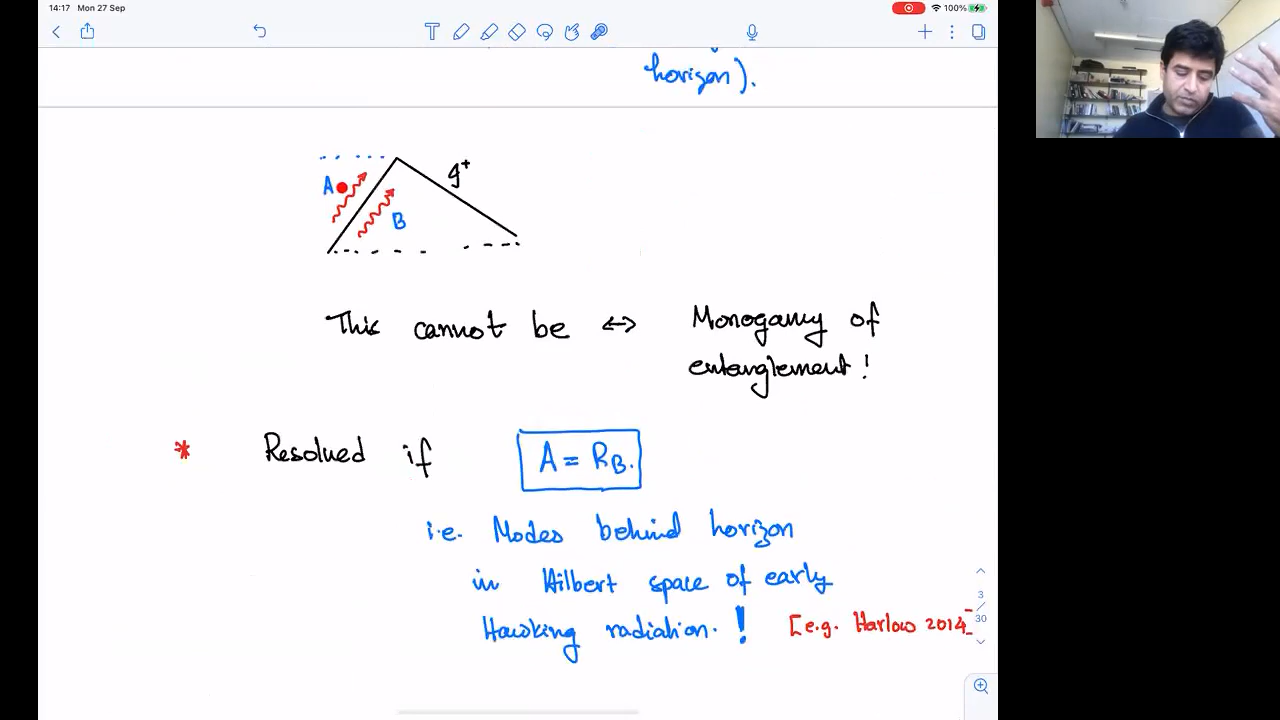 14:17 Mon 27 Sep
100%
horizon).
A
B
g+
This cannot be ↔ Monogamy of
entanglement!
* Resolved if A = R_B.
i.e. Modes behind horizon
in Hilbert space of early
Hawking radiation. ! [e.g. Harlow 2014]
3
/
30